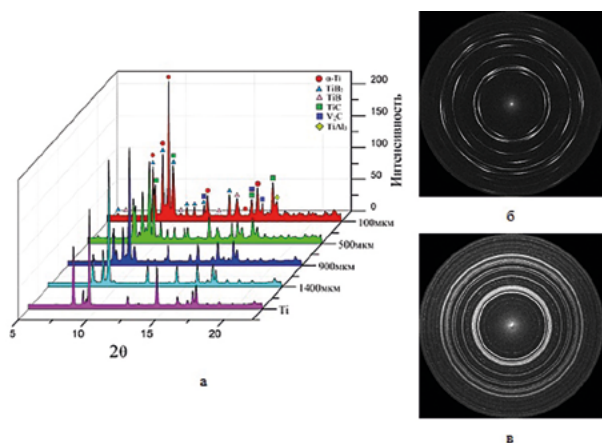 200
150
100
50
0
Интенсивность
α-Ti
TiB₂
TiB
TiC
V₂C
TiAl₃
100мкм
500мкм
900мкм
1400мкм
Ti
5
10
15
20
2θ
а
б
в